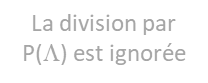 La division par
P(Λ) est ignorée